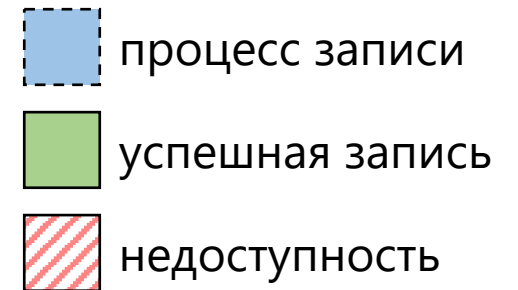 процесс записи
успешная запись
недоступность